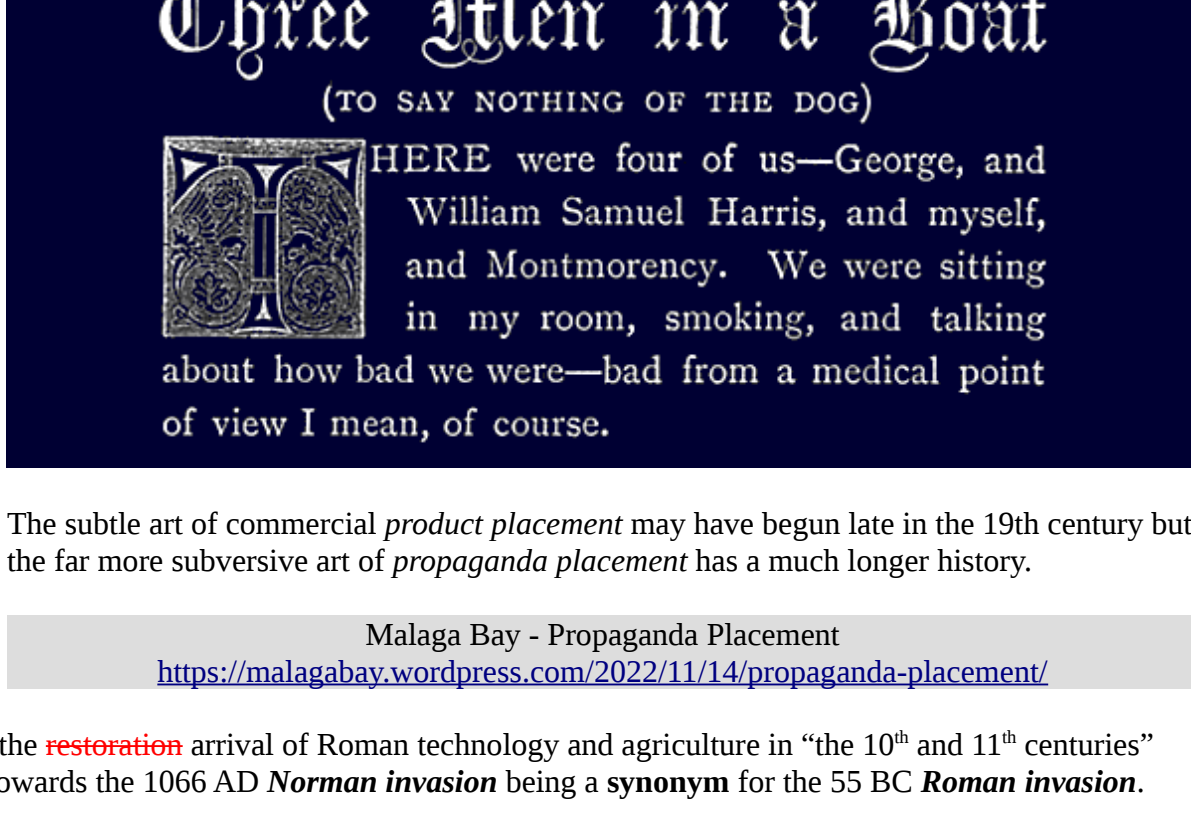 Three Men in a Boat
(TO SAY NOTHING OF THE DOG)
THERE were four of us—George, and
William Samuel Harris, and myself,
and Montmorency. We were sitting
in my room, smoking, and talking
about how bad we were—bad from a medical point
of view I mean, of course.
The subtle art of commercial product placement may have begun late in the 19th century but
the far more subversive art of propaganda placement has a much longer history.
Malaga Bay - Propaganda Placement
https://malagabay.wordpress.com/2022/11/14/propaganda-placement/
the restoration arrival of Roman technology and agriculture in “the 10th and 11th centuries”
owards the 1066 AD Norman invasion being a synonym for the 55 BC Roman invasion.